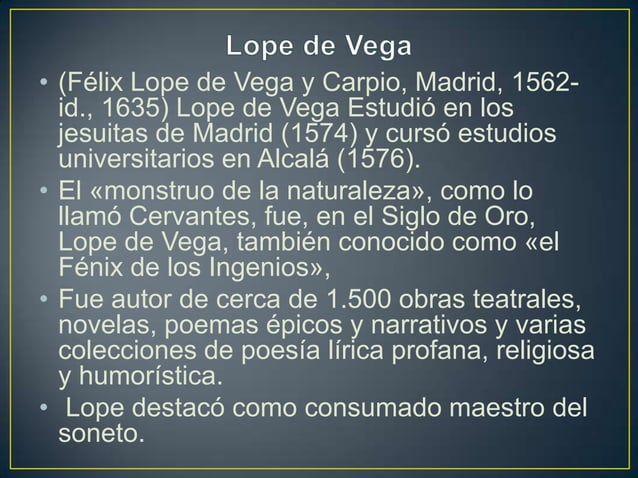 Lope de Vega
• (Félix Lope de Vega y Carpio, Madrid, 1562-
id., 1635) Lope de Vega Estudió en los
jesuitas de Madrid (1574) y cursó estudios
universitarios en Alcalá (1576).
• El «monstruo de la naturaleza», como lo
llamó Cervantes, fue, en el Siglo de Oro,
Lope de Vega, también conocido como «el
Fénix de los Ingenios»,
• Fue autor de cerca de 1.500 obras teatrales,
novelas, poemas épicos y narrativos y varias
colecciones de poesía lírica profana, religiosa
y humorística.
• Lope destacó como consumado maestro del
soneto.